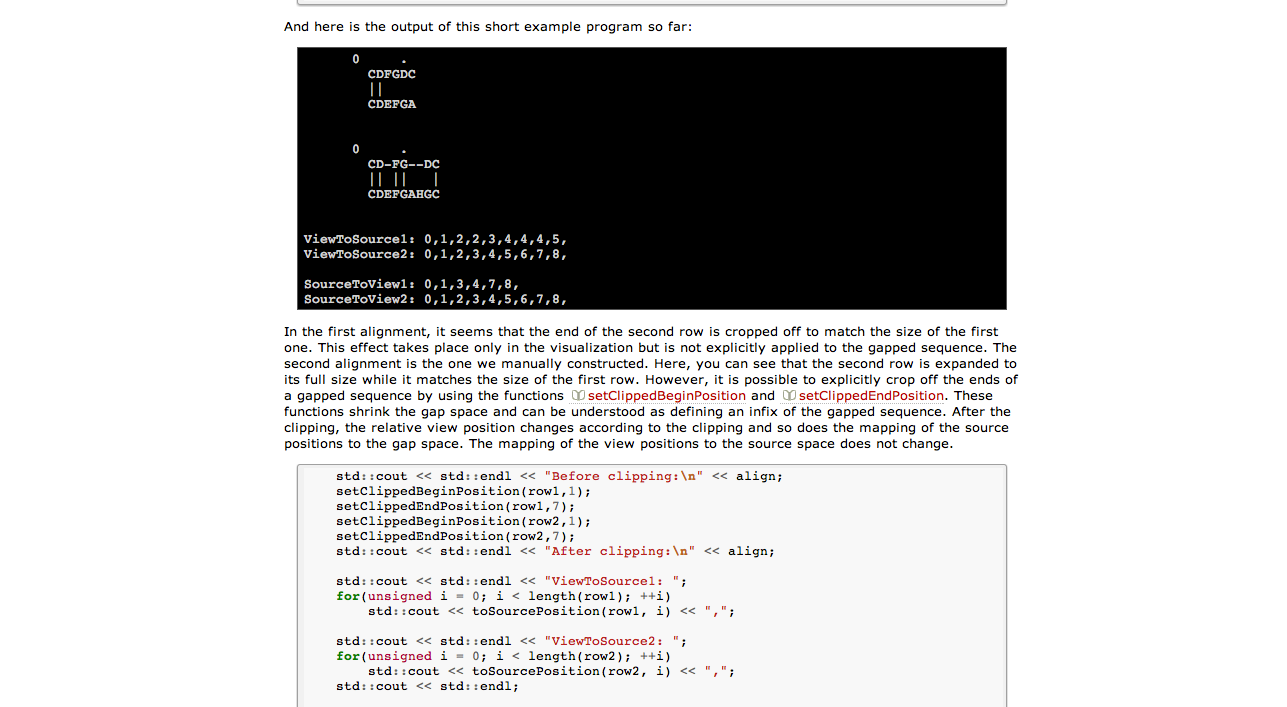 And here is the output of this short example program so far:
0     .
CDFGDC
||
CDEFGA
0     .
CD-FG--DC
|| ||   |
CDEFGAHGC
ViewToSource1: 0,1,2,2,3,4,4,4,5,
ViewToSource2: 0,1,2,3,4,5,6,7,8,
SourceToView1: 0,1,3,4,7,8,
SourceToView2: 0,1,2,3,4,5,6,7,8,
In the first alignment, it seems that the end of the second row is cropped off to match the size of the first
one. This effect takes place only in the visualization but is not explicitly applied to the gapped sequence. The
second alignment is the one we manually constructed. Here, you can see that the second row is expanded to
its full size while it matches the size of the first row. However, it is possible to explicitly crop off the ends of
a gapped sequence by using the functions setClippedBeginPosition and setClippedEndPosition. These
functions shrink the gap space and can be understood as defining an infix of the gapped sequence. After the
clipping, the relative view position changes according to the clipping and so does the mapping of the source
positions to the gap space. The mapping of the view positions to the source space does not change.
std::cout << std::endl << "Before clipping:\n" << align;
setClippedBeginPosition(row1,1);
setClippedEndPosition(row1,7);
setClippedBeginPosition(row2,1);
setClippedEndPosition(row2,7);
std::cout << std::endl << "After clipping:\n" << align;
std::cout << std::endl << "ViewToSource1: ";
for(unsigned i = 0; i < length(row1); ++i)
std::cout << toSourcePosition(row1, i) << ",";
std::cout << std::endl << "ViewToSource2: ";
for(unsigned i = 0; i < length(row2); ++i)
std::cout << toSourcePosition(row2, i) << ",";
std::cout << std::endl;